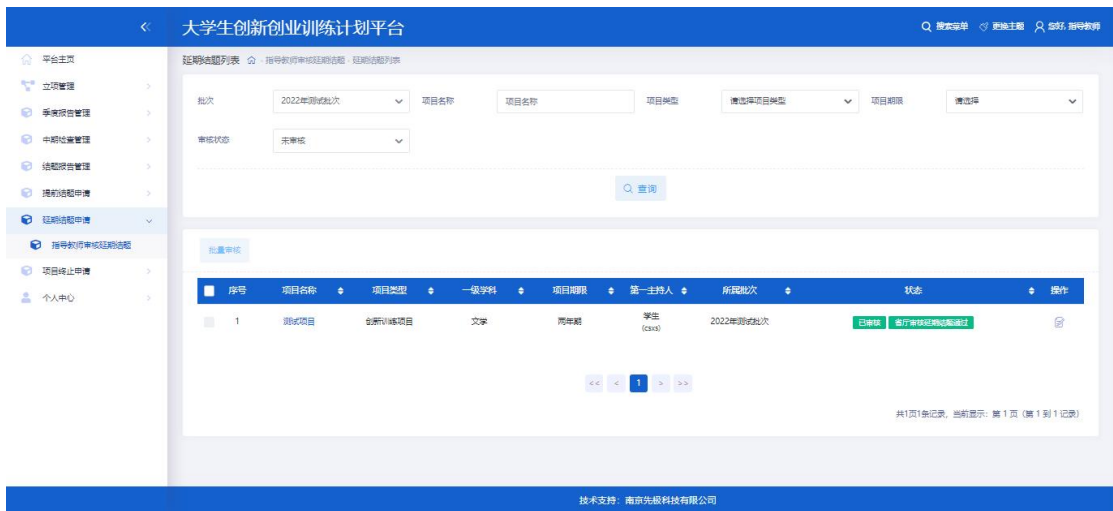 大学生创新创业训练计划平台
搜索菜单 更换主题 您好, 指导教师
平台主页
立项管理
季度报告管理
中期检查管理
结题报告管理
提前结题申请
延期结题申请
指导教师审核延期结题
项目终止申请
个人中心
延期结题列表 - 指导教师审核延期结题 - 延期结题列表
批次 2022年测试批次 项目名称 项目名称 项目类型 请选择项目类型 项目期限 请选择
审核状态 未审核
查询
批量审核
序号 项目名称 项目类型 一级学科 项目期限 第一主持人 所属批次 状态 操作
1 测试项目 创新训练项目 文学 两年期 学生 2022年测试批次 已审核 省厅审核延期结题通过
(csxs)
<< < 1 > >>
共1页1条记录, 当前显示: 第 1 页 (第 1 到 1 记录)
技术支持: 南京先极科技有限公司